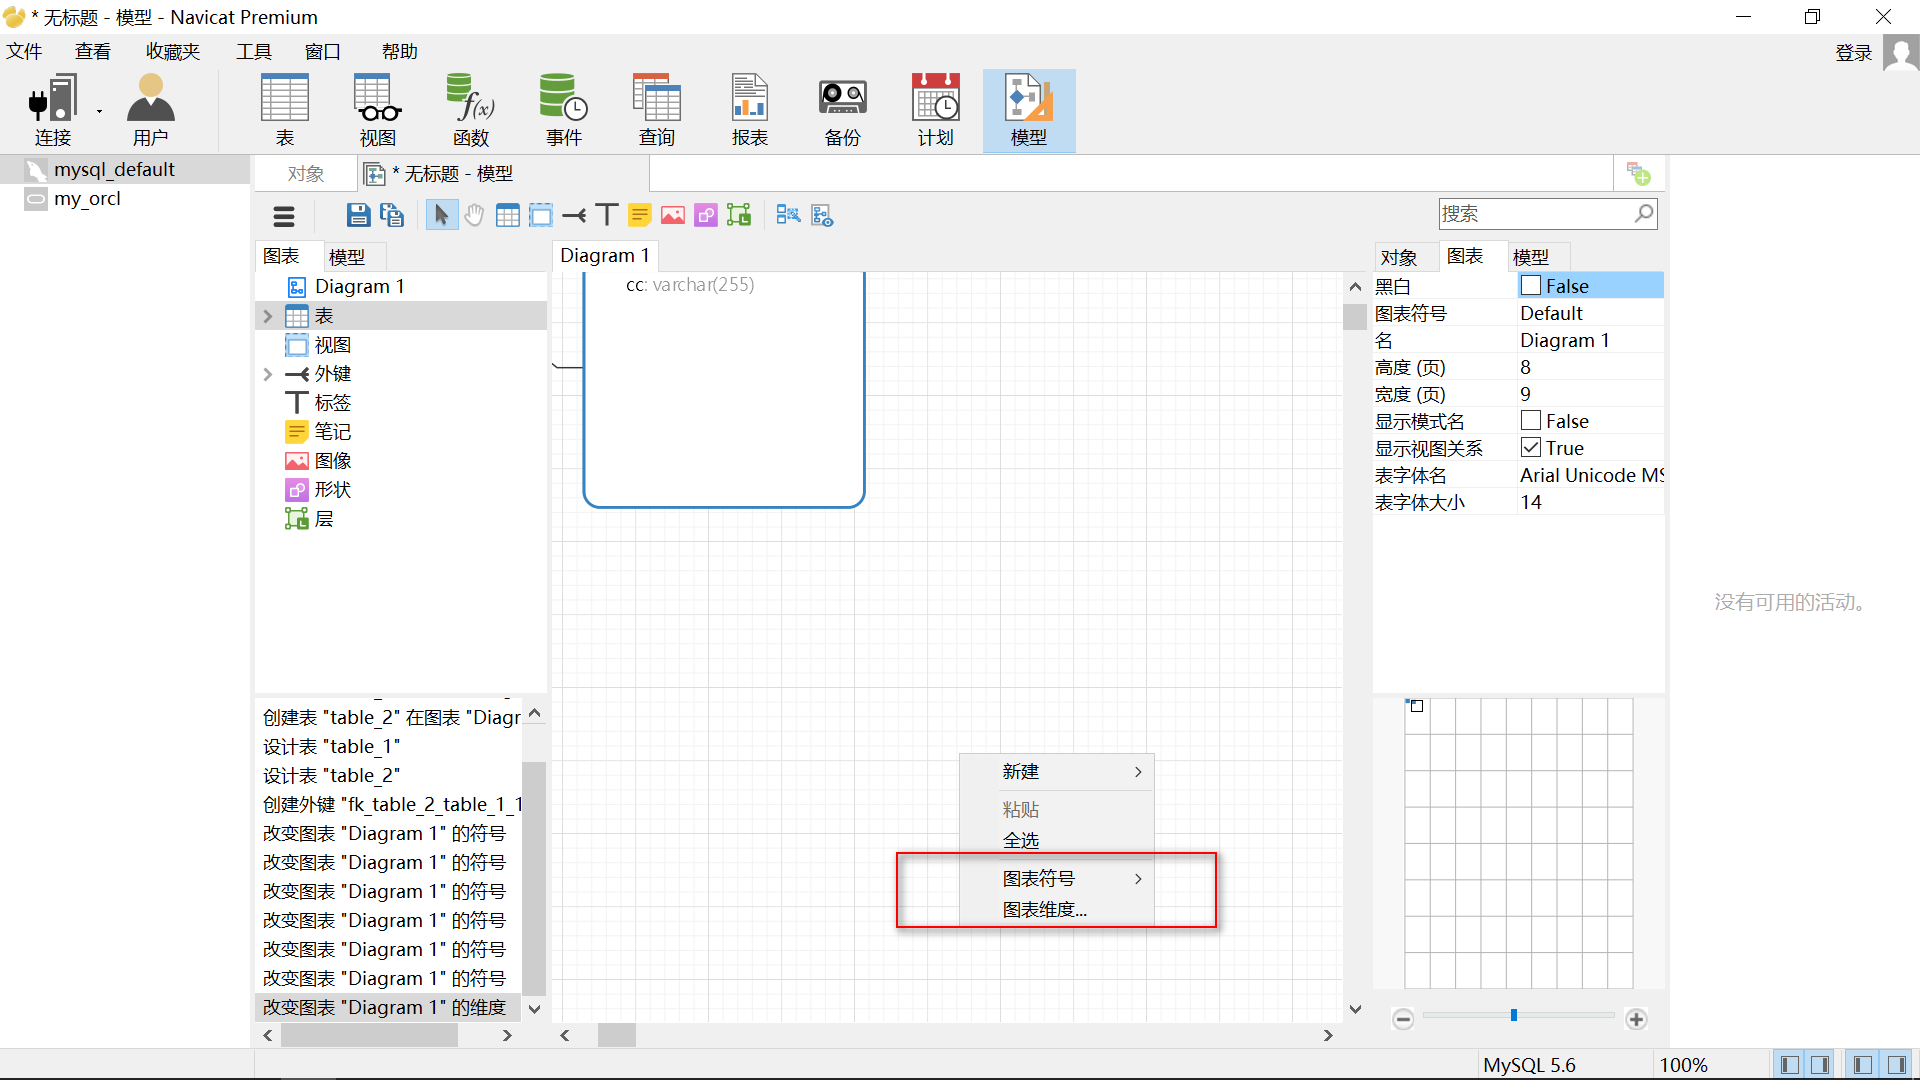 * 无标题 - 模型 - Navicat Premium
文件 查看 收藏夹 工具 窗口 帮助 登录
连接 用户 表 视图 函数 事件 查询 报表 备份 计划 模型
f(x)
mysql_default
my_orcl
对象 * 无标题 - 模型
搜索
图表 模型
Diagram 1
表
视图
外键
标签
笔记
图像
形状
层
Diagram 1
cc: varchar(255)
对象 图表 模型
黑白 False
图表符号 Default
名 Diagram 1
高度 (页) 8
宽度 (页) 9
显示模式名 False
显示视图关系 True
表字体名 Arial Unicode MS
表字体大小 14
没有可用的活动。
创建表 "table_2" 在图表 "Diagr
设计表 "table_1"
设计表 "table_2"
创建外键 "fk_table_2_table_1_1
改变图表 "Diagram 1" 的符号
改变图表 "Diagram 1" 的符号
改变图表 "Diagram 1" 的符号
改变图表 "Diagram 1" 的符号
改变图表 "Diagram 1" 的符号
改变图表 "Diagram 1" 的符号
改变图表 "Diagram 1" 的维度
新建
粘贴
全选
图表符号
图表维度...
MySQL 5.6 100%